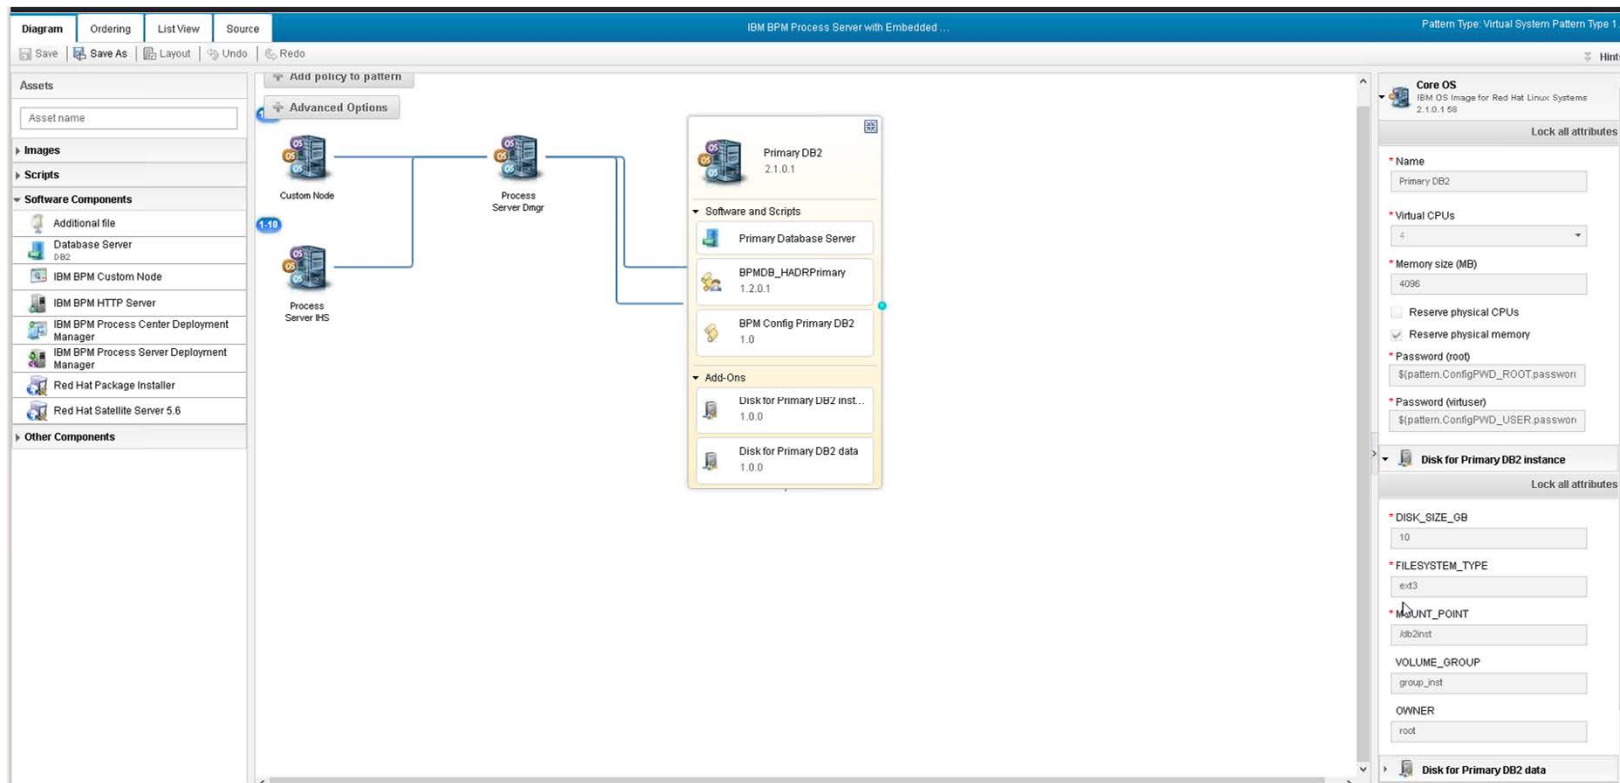 Diagram
Ordering
List View
Source
IBM BPM Process Server with Embedded ...
Pattern Type: Virtual System Pattern Type 1.
Save
Save As
Layout
Undo
Redo
Hint
Assets
Asset name
Images
Scripts
Software Components
Additional file
Database Server
DB2
IBM BPM Custom Node
IBM BPM HTTP Server
IBM BPM Process Center Deployment
Manager
IBM BPM Process Server Deployment
Manager
Red Hat Package Installer
Red Hat Satellite Server 5.6
Other Components
Add policy to pattern
Advanced Options
Custom Node
1-10
Process
Server IHS
Process
Server Dmgr
Primary DB2
2.1.0.1
Software and Scripts
Primary Database Server
BPMDB_HADRPrimary
1.2.0.1
BPM Config Primary DB2
1.0
Add-Ons
Disk for Primary DB2 inst...
1.0.0
Disk for Primary DB2 data
1.0.0
Core OS
IBM OS Image for Red Hat Linux Systems
2.1.0.1 68
Lock all attributes
* Name
Primary DB2
* Virtual CPUs
4
* Memory size (MB)
4096
Reserve physical CPUs
Reserve physical memory
* Password (root)
${pattern.ConfigPWD_ROOT.password
* Password (virtuser)
${pattern.ConfigPWD_USER.passwor
Disk for Primary DB2 instance
Lock all attributes
* DISK_SIZE_GB
10
* FILESYSTEM_TYPE
ext3
* MOUNT_POINT
/db2inst
VOLUME_GROUP
group_inst
OWNER
root
Disk for Primary DB2 data